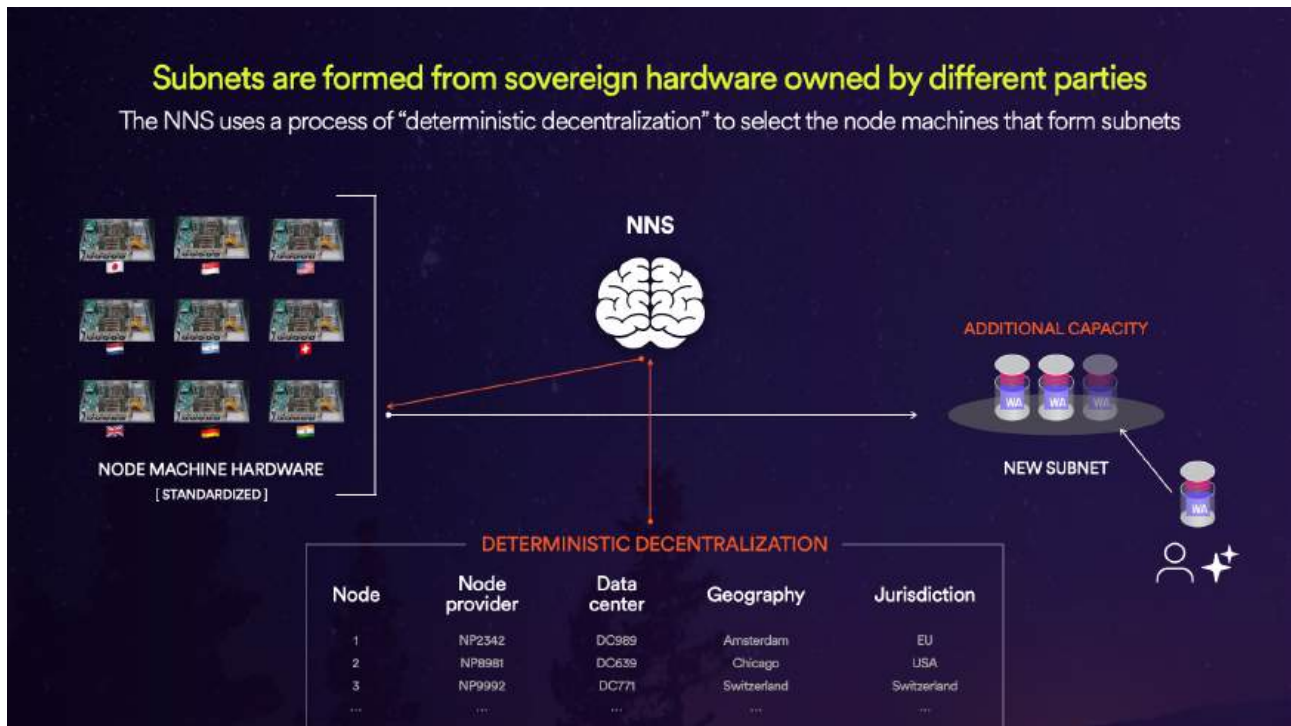 Subnets are formed from sovereign hardware owned by different parties
The NNS uses a process of “deterministic decentralization” to select the node machines that form subnets
NNS
ADDITIONAL CAPACITY
WA WA WA
NODE MACHINE HARDWARE
[ STANDARDIZED ]
NEW SUBNET
WA
DETERMINISTIC DECENTRALIZATION
Node Node provider Data center Geography Jurisdiction
1 NP2342 DC989 Amsterdam EU
2 NP8981 DC639 Chicago USA
3 NP9992 DC771 Switzerland Switzerland
... ... ... ... ...